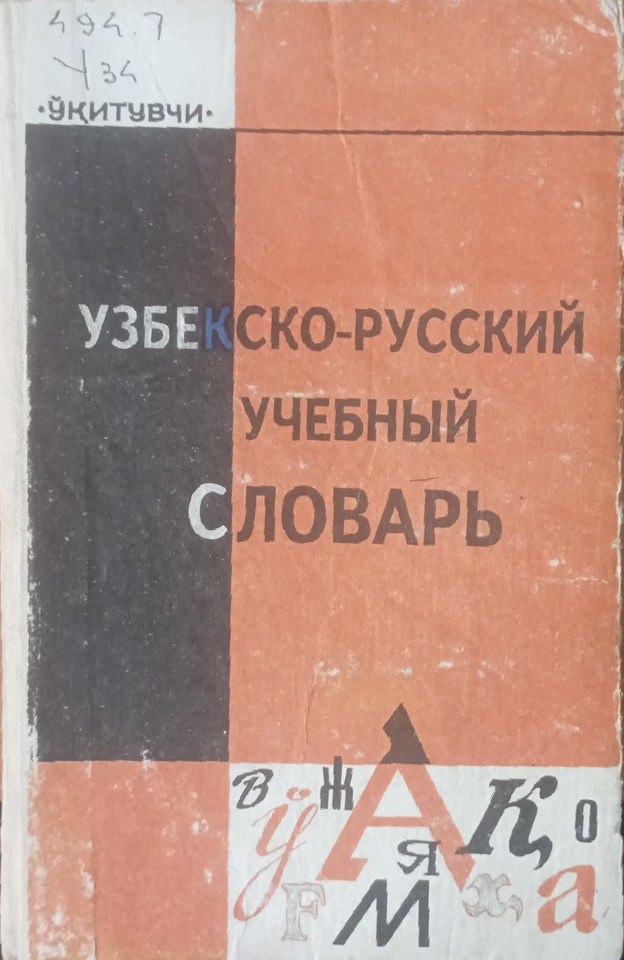 494.7
У34
·ЎҚИТУВЧИ·
УЗБЕКСКО-РУССКИЙ
УЧЕБНЫЙ
СЛОВАРЬ
В Ў Ж А Қ О
Ғ М Я Ҳ а